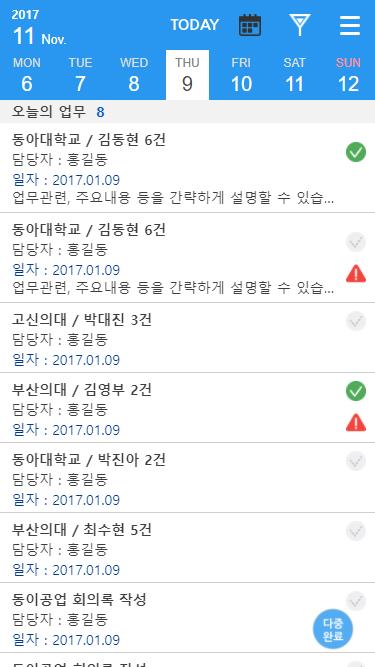 2017
11 Nov.
TODAY
MON TUE WED THU FRI SAT SUN
6 7 8 9 10 11 12
오늘의 업무 8
동아대학교 / 김동현 6건
담당자 : 홍길동
일자 : 2017.01.09
업무관련, 주요내용 등을 간략하게 설명할 수 있습...
동아대학교 / 김동현 6건
담당자 : 홍길동
일자 : 2017.01.09
업무관련, 주요내용 등을 간략하게 설명할 수 있습...
고신의대 / 박대진 3건
담당자 : 홍길동
일자 : 2017.01.09
부산의대 / 김영부 2건
담당자 : 홍길동
일자 : 2017.01.09
동아대학교 / 박진아 2건
담당자 : 홍길동
일자 : 2017.01.09
부산의대 / 최수현 5건
담당자 : 홍길동
일자 : 2017.01.09
동이공업 회의록 작성
담당자 : 홍길동
일자 : 2017.01.09
다중
완료